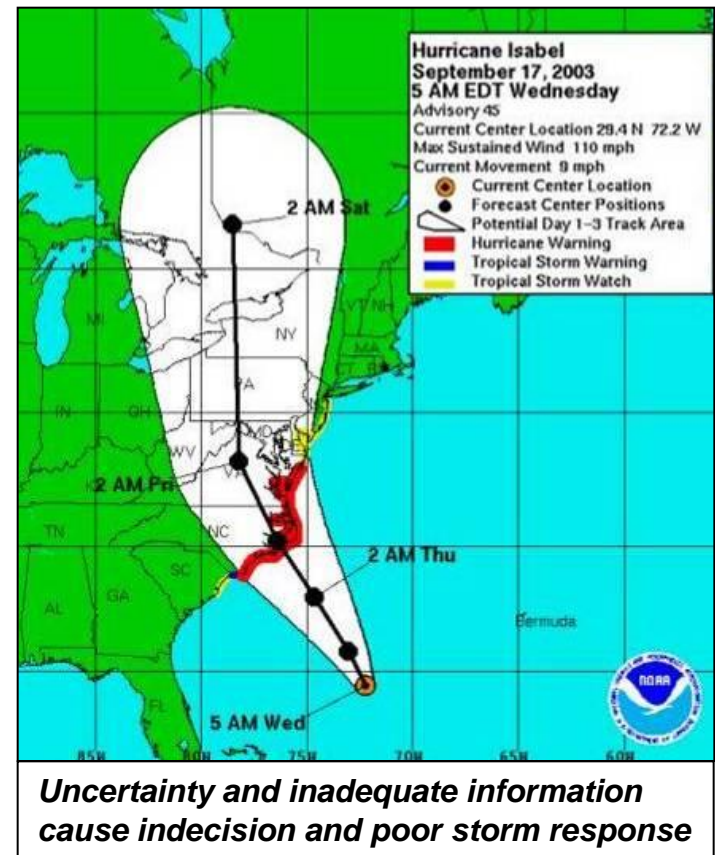 Hurricane Isabel
September 17, 2003
5 AM EDT Wednesday
Advisory 45
Current Center Location 29.4 N 72.2 W
Max Sustained Wind 110 mph
Current Movement 9 mph
Current Center Location
Forecast Center Positions
Potential Day 1-3 Track Area
Hurricane Warning
Tropical Storm Warning
Tropical Storm Watch
2 AM Sat
MI
VT NH
NY
MA
CT
PA
IN
OH
MD
WV
VA
2 AM Fri
NC
TN
2 AM Thu
SC
AL
GA
Bermuda
NOAA
FL
5 AM Wed
85W
80W
75W
70W
65W
60W
Uncertainty and inadequate information
cause indecision and poor storm response